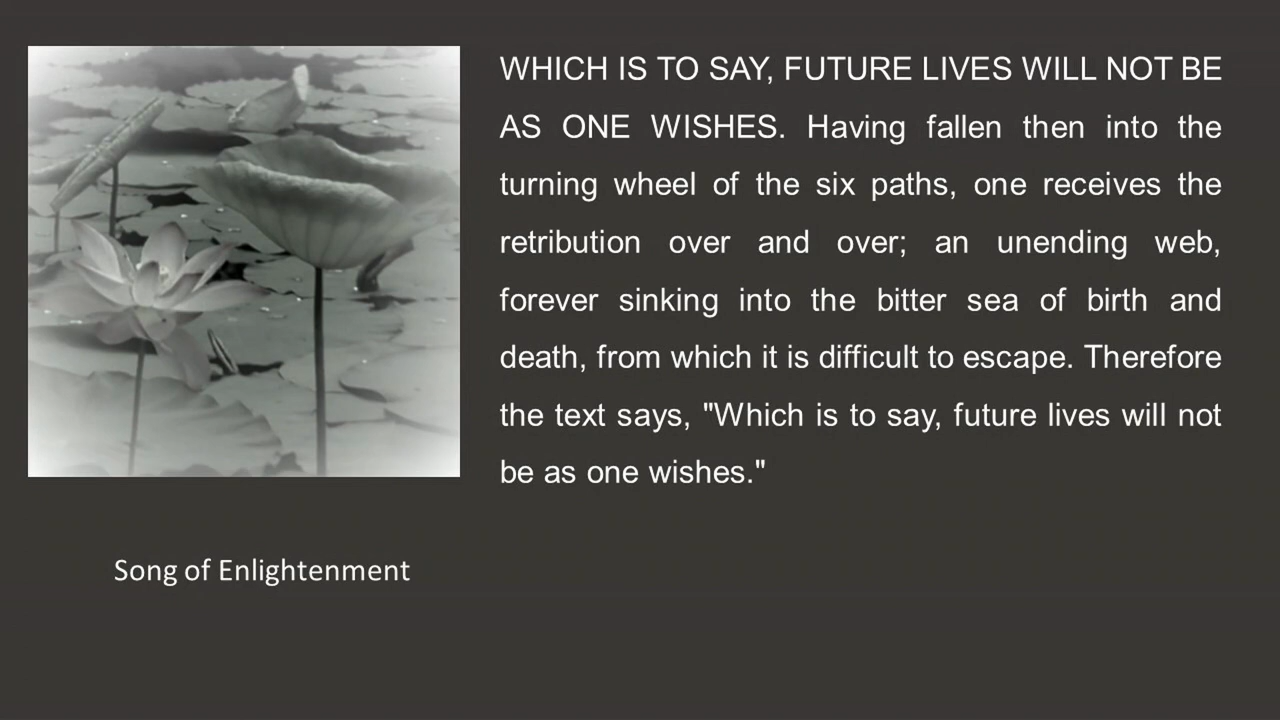 WHICH IS TO SAY, FUTURE LIVES WILL NOT BE
AS ONE WISHES. Having fallen then into the
turning wheel of the six paths, one receives the
retribution over and over; an unending web,
forever sinking into the bitter sea of birth and
death, from which it is difficult to escape. Therefore
the text says, "Which is to say, future lives will not
be as one wishes."
Song of Enlightenment